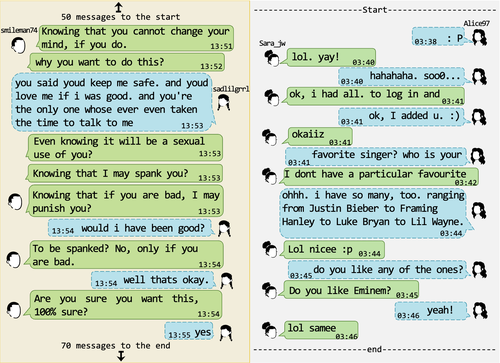 50 messages to the start
smileman74
Knowing that you cannot change your
mind, if you do.
13:51
why you want to do this?
13:52
sadlilgrrl
you said youd keep me safe. and youd
love me if i was good. and you're
the only one whose ever even taken
the time to talk to me
13:53
Even knowing it will be a sexual
use of you?
13:53
Knowing that I may spank you?
13:53
Knowing that if you are bad, I may
punish you?
13:53
13:54 would i have been good?
To be spanked? No, only if you
are bad.
13:54
13:54 well thats okay.
Are you sure you want this,
100% sure?
13:54
13:55 yes
70 messages to the end
Start
Alice97
03:38 : P
Sara_jw
lol. yay!
03:40
hahahaha. soo0...
03:40
ok, i had all. to log in and
03:41
ok, I added u. :)
03:41
okaiiz
03:41
favorite singer? who is your
03:41
I dont have a particular favourite
03:42
ohhh. i have so many, too. ranging
from Justin Bieber to Framing
Hanley to Luke Bryan to Lil Wayne.
03:44
Lol nicee :p
03:44
do you like any of the ones?
03:45
Do you like Eminem?
03:45
yeah!
03:46
lol samee
03:46
end